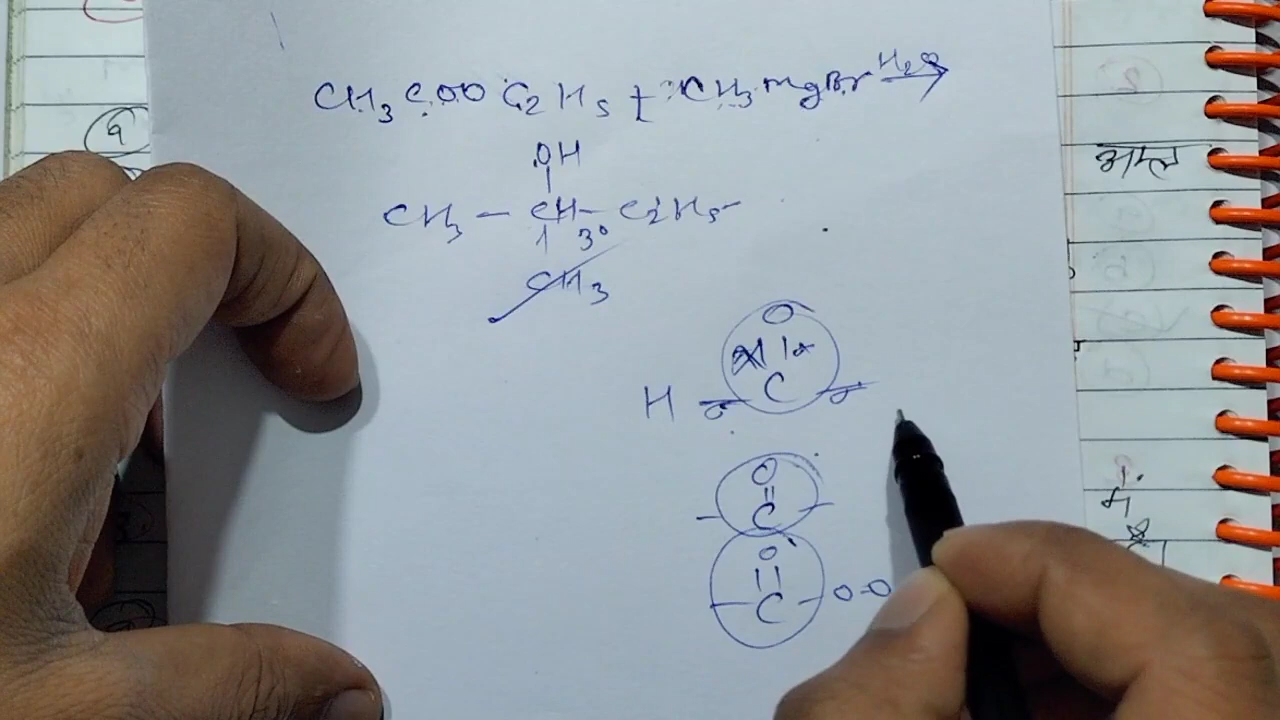 CH3COOC2H5 + CH3MgBr H2O →
OH
CH3 — CH — C2H5
1 3°
CH3
O
H C
O
C
O
C O-O
अम्ल